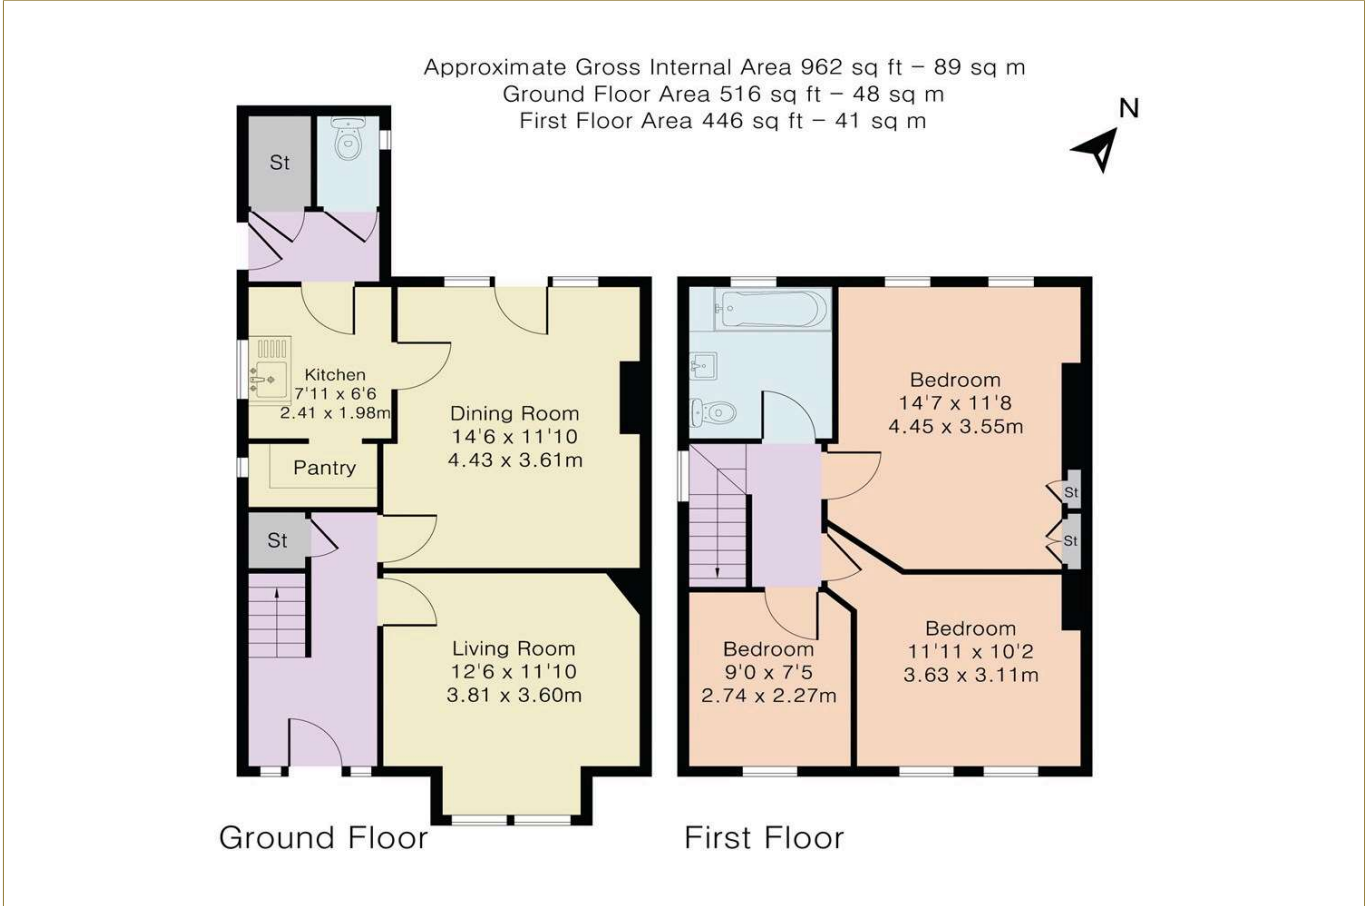 Approximate Gross Internal Area 962 sq ft – 89 sq m
Ground Floor Area 516 sq ft – 48 sq m
First Floor Area 446 sq ft – 41 sq m
N
St
Kitchen
7'11 x 6'6
2.41 x 1.98m
Pantry
St
Dining Room
14'6 x 11'10
4.43 x 3.61m
Living Room
12'6 x 11'10
3.81 x 3.60m
Ground Floor
Bedroom
14'7 x 11'8
4.45 x 3.55m
St
St
Bedroom
9'0 x 7'5
2.74 x 2.27m
Bedroom
11'11 x 10'2
3.63 x 3.11m
First Floor